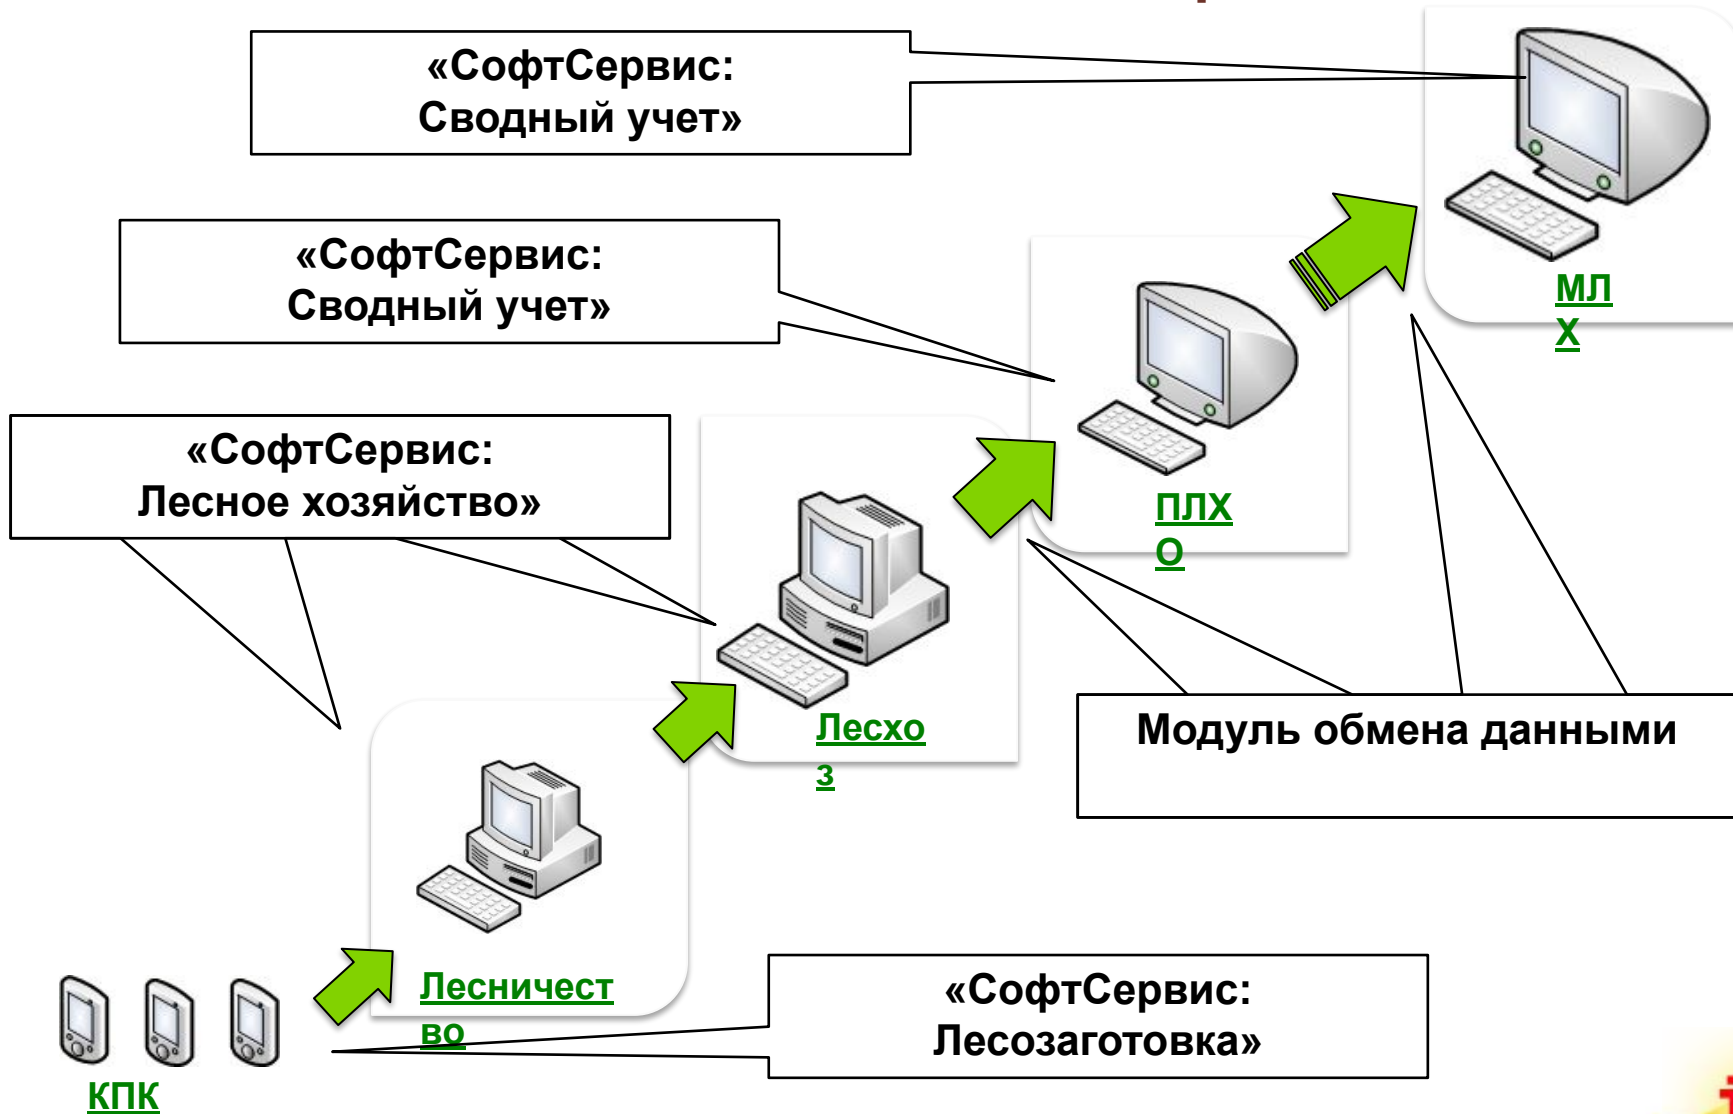 «СофтСервис:
Сводный учет»
МЛ
Х
«СофтСервис:
Сводный учет»
ПЛХ
О
«СофтСервис:
Лесное хозяйство»
Лесхо
з
Модуль обмена данными
Лесничест
во
«СофтСервис:
Лесозаготовка»
КПК